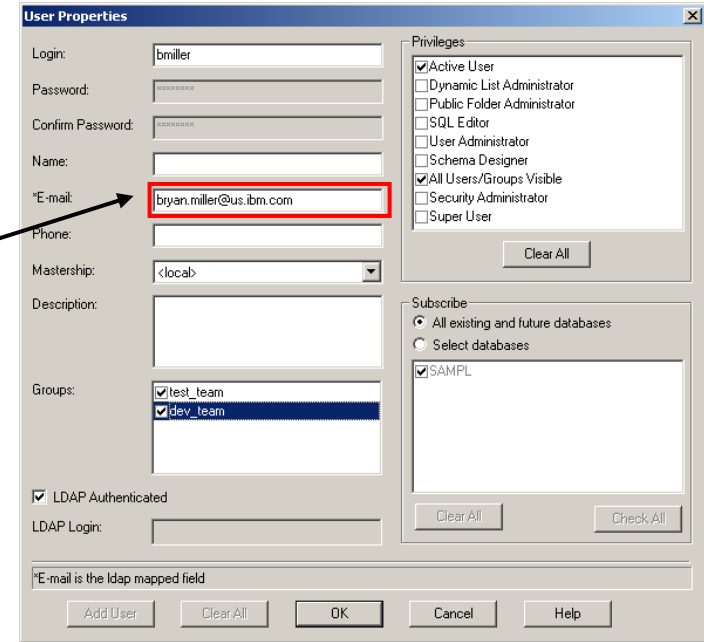 User Properties
Login: bmiller
Password: ********
Confirm Password: ********
Name:
*E-mail: bryan.miller@us.ibm.com
Phone:
Mastership: <local>
Description:
Groups:
test_team
dev_team
LDAP Authenticated
LDAP Login:
Privileges
Active User
Dynamic List Administrator
Public Folder Administrator
SQL Editor
User Administrator
Schema Designer
All Users/Groups Visible
Security Administrator
Super User
Clear All
Subscribe
All existing and future databases
Select databases
SAMPL
Clear All Check All
*E-mail is the ldap mapped field
Add User Clear All OK Cancel Help